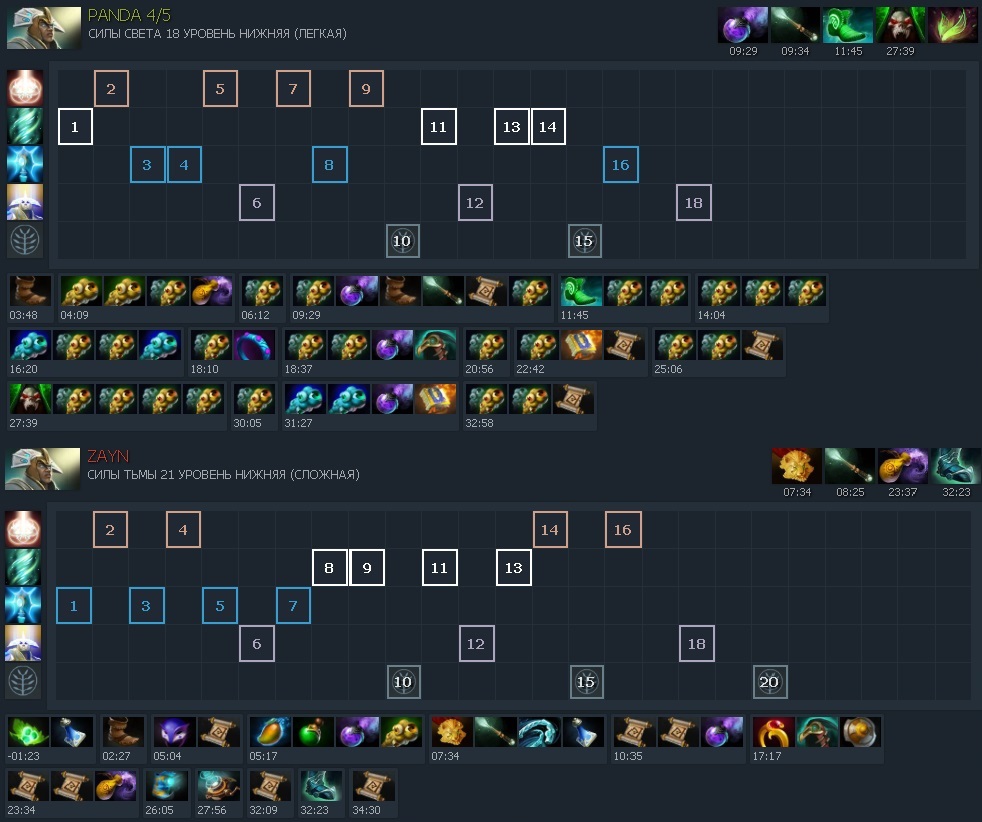 PANDA 4/5
СИЛЫ СВЕТА 18 УРОВЕНЬ НИЖНЯЯ (ЛЕГКАЯ)
09:29 09:34 11:45 27:39
2 5 7 9
1 11 13 14
3 4 8 16
6 12 18
10 15
03:48 04:09 06:12 09:29 11:45 14:04
16:20 18:10 18:37 20:56 22:42 25:06
27:39 30:05 31:27 32:58
ZAYN
СИЛЫ ТЬМЫ 21 УРОВЕНЬ НИЖНЯЯ (СЛОЖНАЯ)
07:34 08:25 23:37 32:23
2 4 14 16
8 9 11 13
1 3 5 7
6 12 18
10 15 20
-01:23 02:27 05:04 05:17 07:34 10:35 17:17
23:34 26:05 27:56 32:09 32:23 34:30